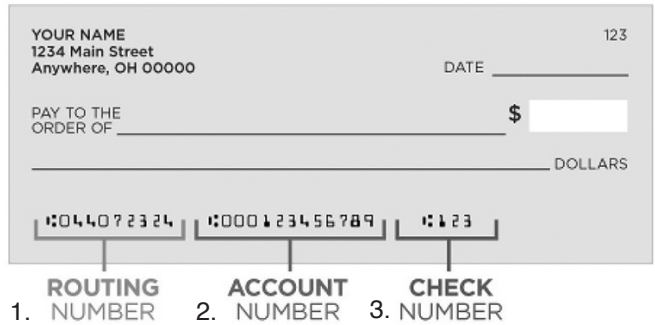 YOUR NAME 123
1234 Main Street
Anywhere, OH 00000
DATE
PAY TO THE
ORDER OF $
DOLLARS
⑆044072324 ⑆000123456789 ⑆123
ROUTING ACCOUNT CHECK
1. NUMBER 2. NUMBER 3. NUMBER